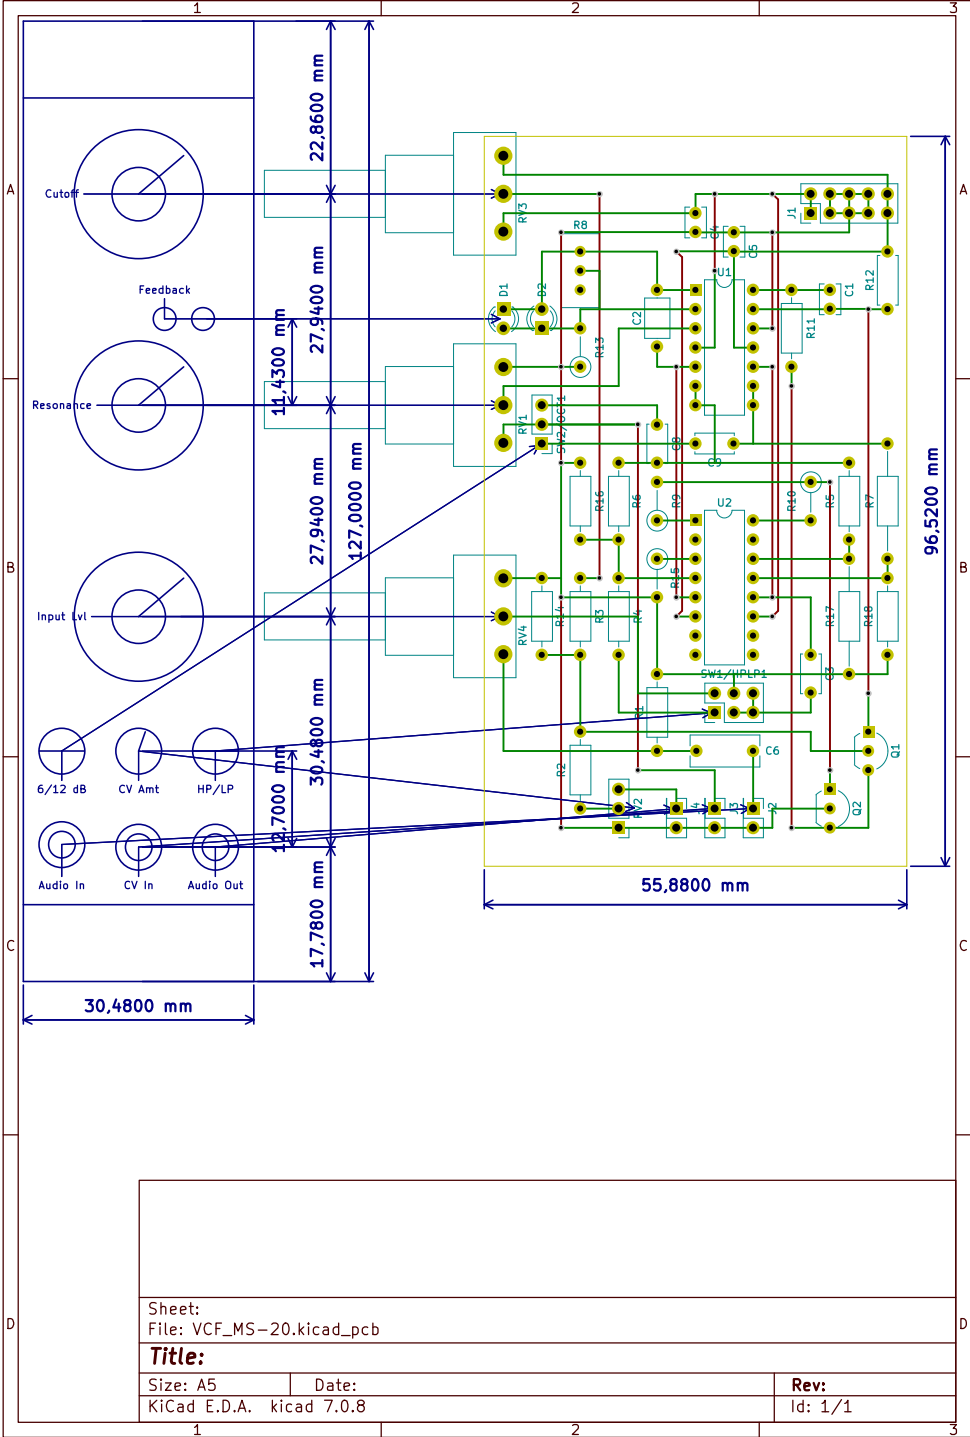 1
2
3
A
A
B
B
C
C
D
D
22,8600 mm
Cutoff
RV3
R8
J1
C4
C5
R12
U1
D1
D2
C1
Feedback
27,9400 mm
11,4300 mm
C2
R13
R11
Resonance
RV1
SW2/OCT1
C8
C9
96,5200 mm
27,9400 mm
127,0000 mm
R16
R6
R9
U2
R10
R5
R7
R15
Input Lvl
RV4
R14
R3
R4
R17
R18
SW1/HPLP1
C3
R1
30,4800 mm
12,7000 mm
6/12 dB
CV Amt
HP/LP
C6
Q1
R2
RV2
J4
J3
J2
Q2
Audio In
CV In
Audio Out
55,8800 mm
17,7800 mm
30,4800 mm
Sheet:
File: VCF_MS-20.kicad_pcb
Title:
Size: A5
Date:
Rev:
KiCad E.D.A. kicad 7.0.8
Id: 1/1
1
2
3